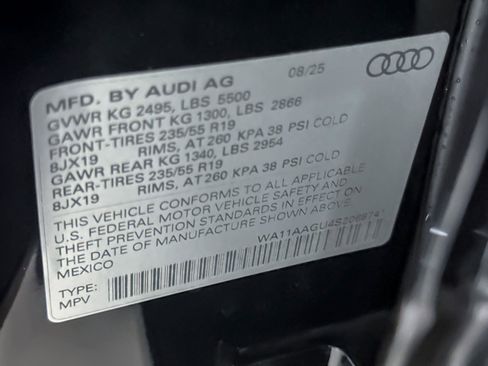 MFD. BY AUDI AG 08/25
GVWR KG 2495, LBS 5500
GAWR FRONT KG 1300, LBS 2866
FRONT-TIRES 235/55 R19
8JX19 RIMS, AT 260 KPA 38 PSI COLD
GAWR REAR KG 1340, LBS 2954
REAR-TIRES 235/55 R19
8JX19 RIMS, AT 260 KPA 38 PSI COLD
THIS VEHICLE CONFORMS TO ALL APPLICABLE
U.S. FEDERAL MOTOR VEHICLE SAFETY AND
THEFT PREVENTION STANDARDS IN EFFECT ON
THE DATE OF MANUFACTURE SHOWN ABOVE.
MEXICO
TYPE:
MPV